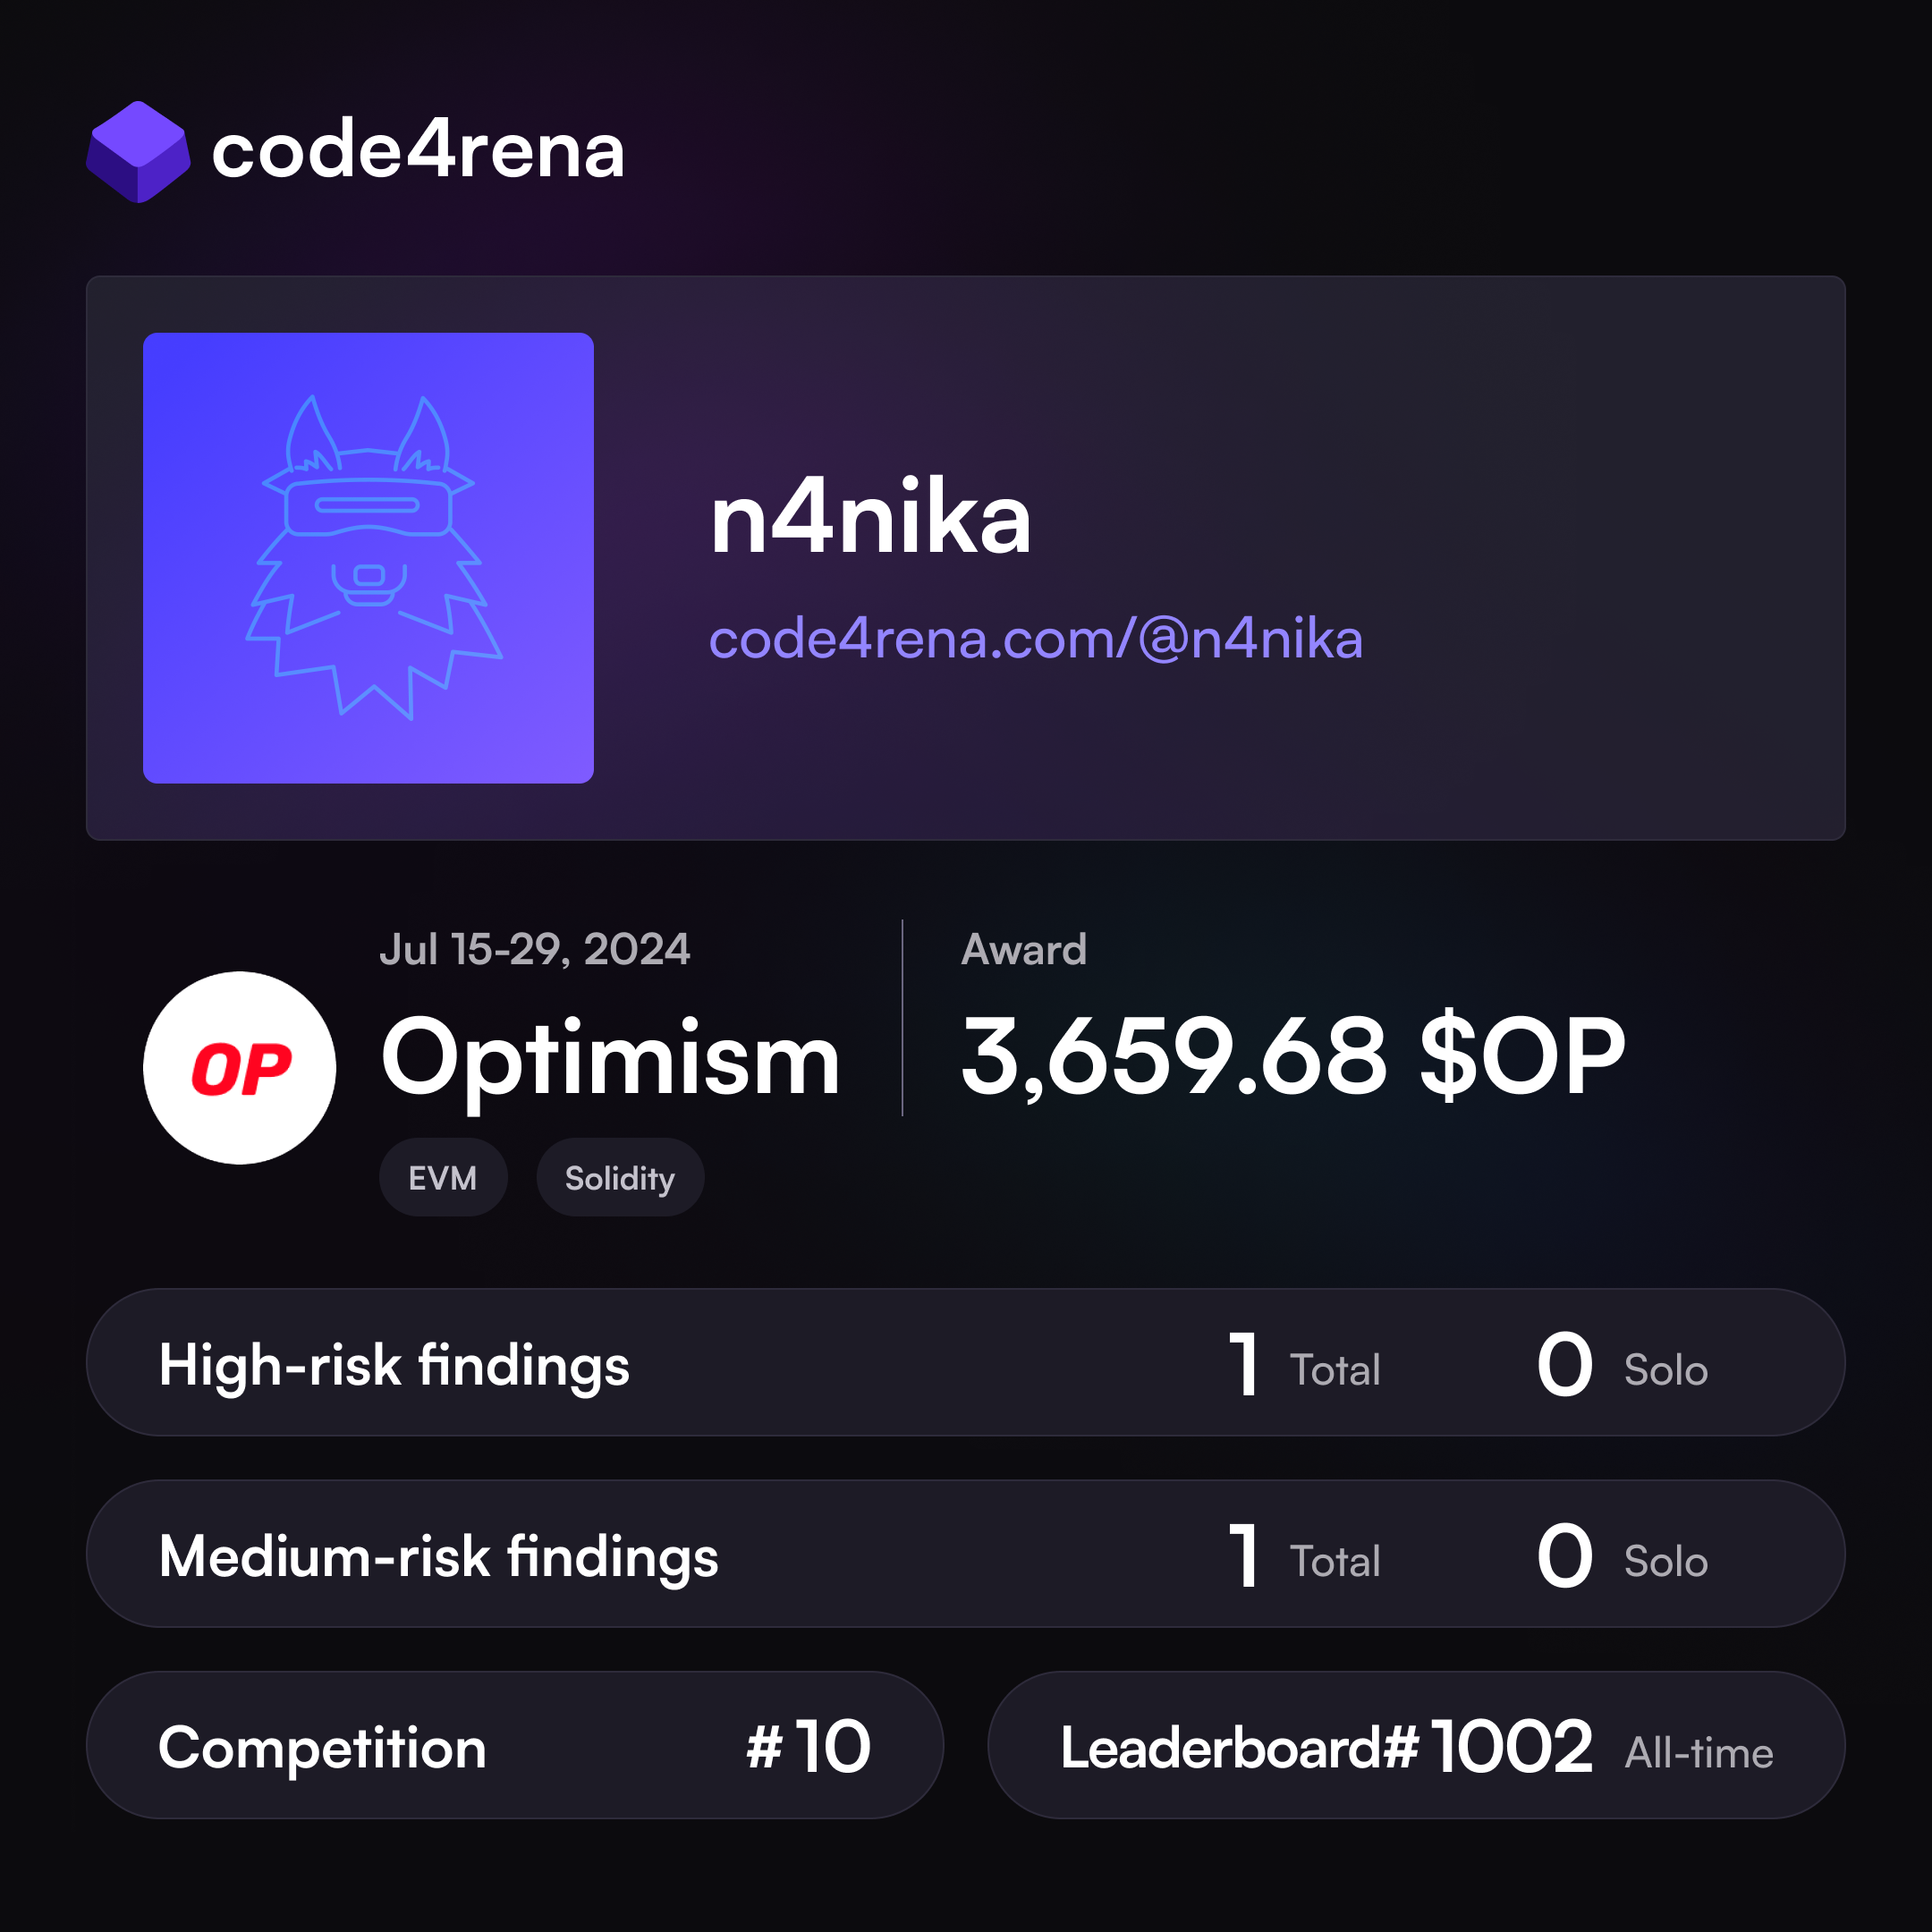 code4rena
n4nika
code4rena.com/@n4nika
Jul 15-29, 2024
OP
Optimism
EVM
Solidity
Award
3,659.68 $OP
High-risk findings 1 Total 0 Solo
Medium-risk findings 1 Total 0 Solo
Competition #10
Leaderboard#1002 All-time